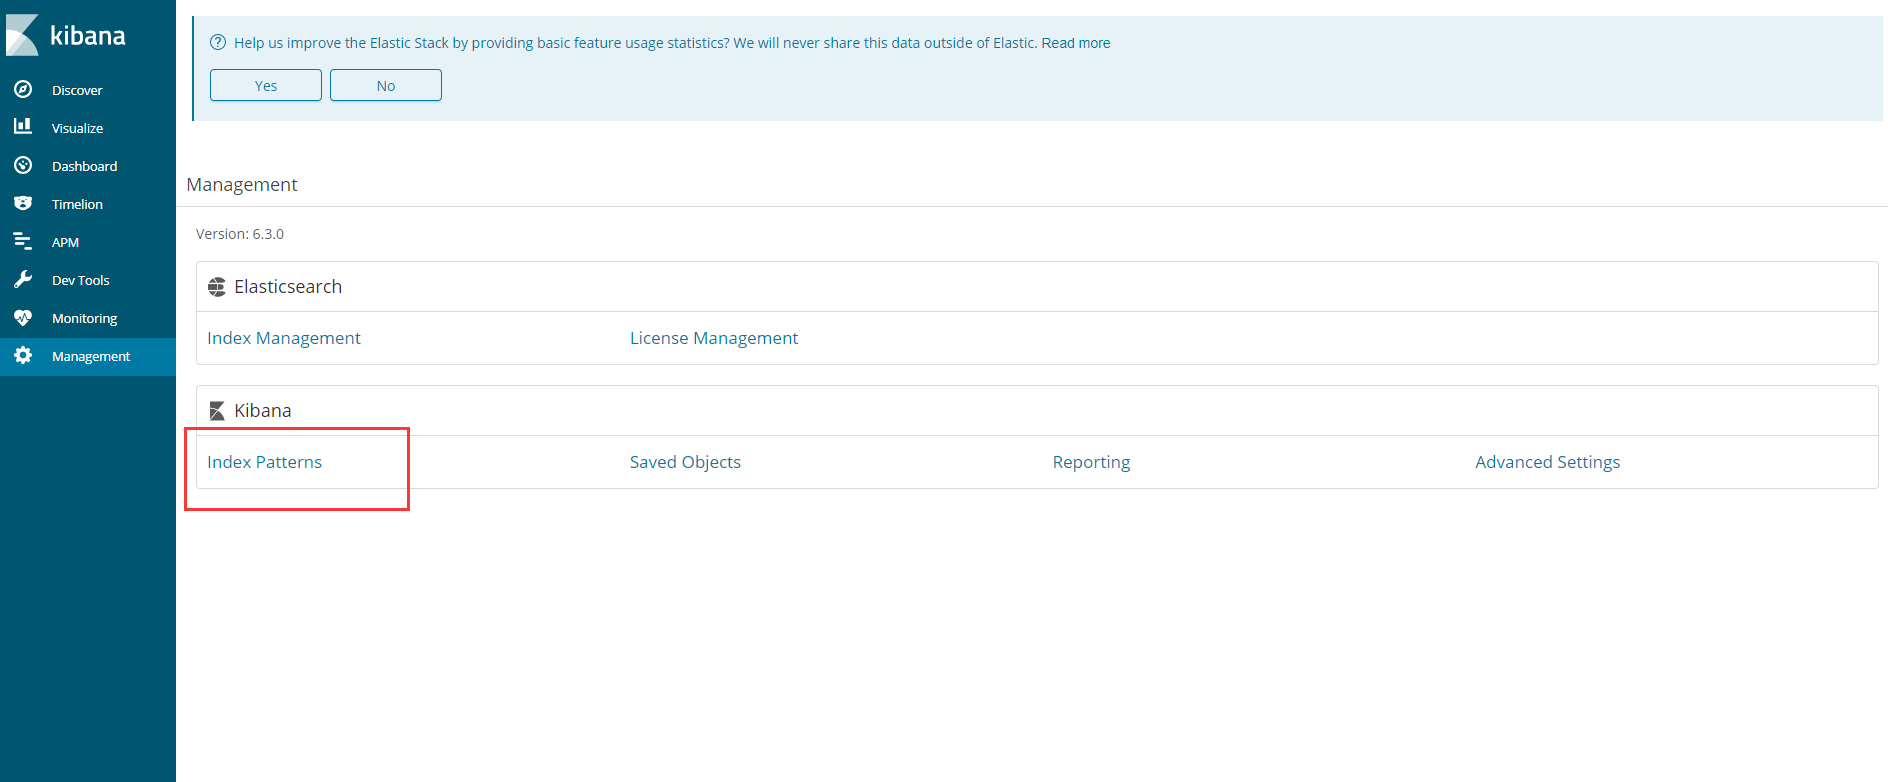 kibana
Discover
Visualize
Dashboard
Timelion
APM
Dev Tools
Monitoring
Management
Help us improve the Elastic Stack by providing basic feature usage statistics? We will never share this data outside of Elastic. Read more
Yes No
Management
Version: 6.3.0
Elasticsearch
Index Management License Management
Kibana
Index Patterns Saved Objects Reporting Advanced Settings